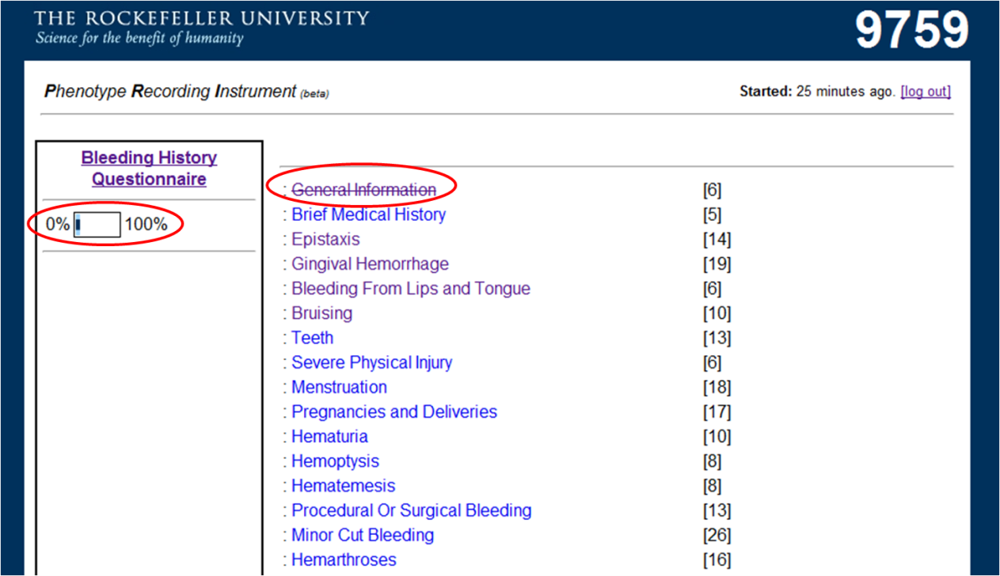 THE ROCKEFELLER UNIVERSITY
Science for the benefit of humanity
9759
Phenotype Recording Instrument (beta)
Started: 25 minutes ago. [log out]
Bleeding History
Questionnaire
0% 100%
: General Information [6]
: Brief Medical History [5]
: Epistaxis [14]
: Gingival Hemorrhage [19]
: Bleeding From Lips and Tongue [6]
: Bruising [10]
: Teeth [13]
: Severe Physical Injury [6]
: Menstruation [18]
: Pregnancies and Deliveries [17]
: Hematuria [10]
: Hemoptysis [8]
: Hematemesis [8]
: Procedural Or Surgical Bleeding [13]
: Minor Cut Bleeding [26]
: Hemarthroses [16]